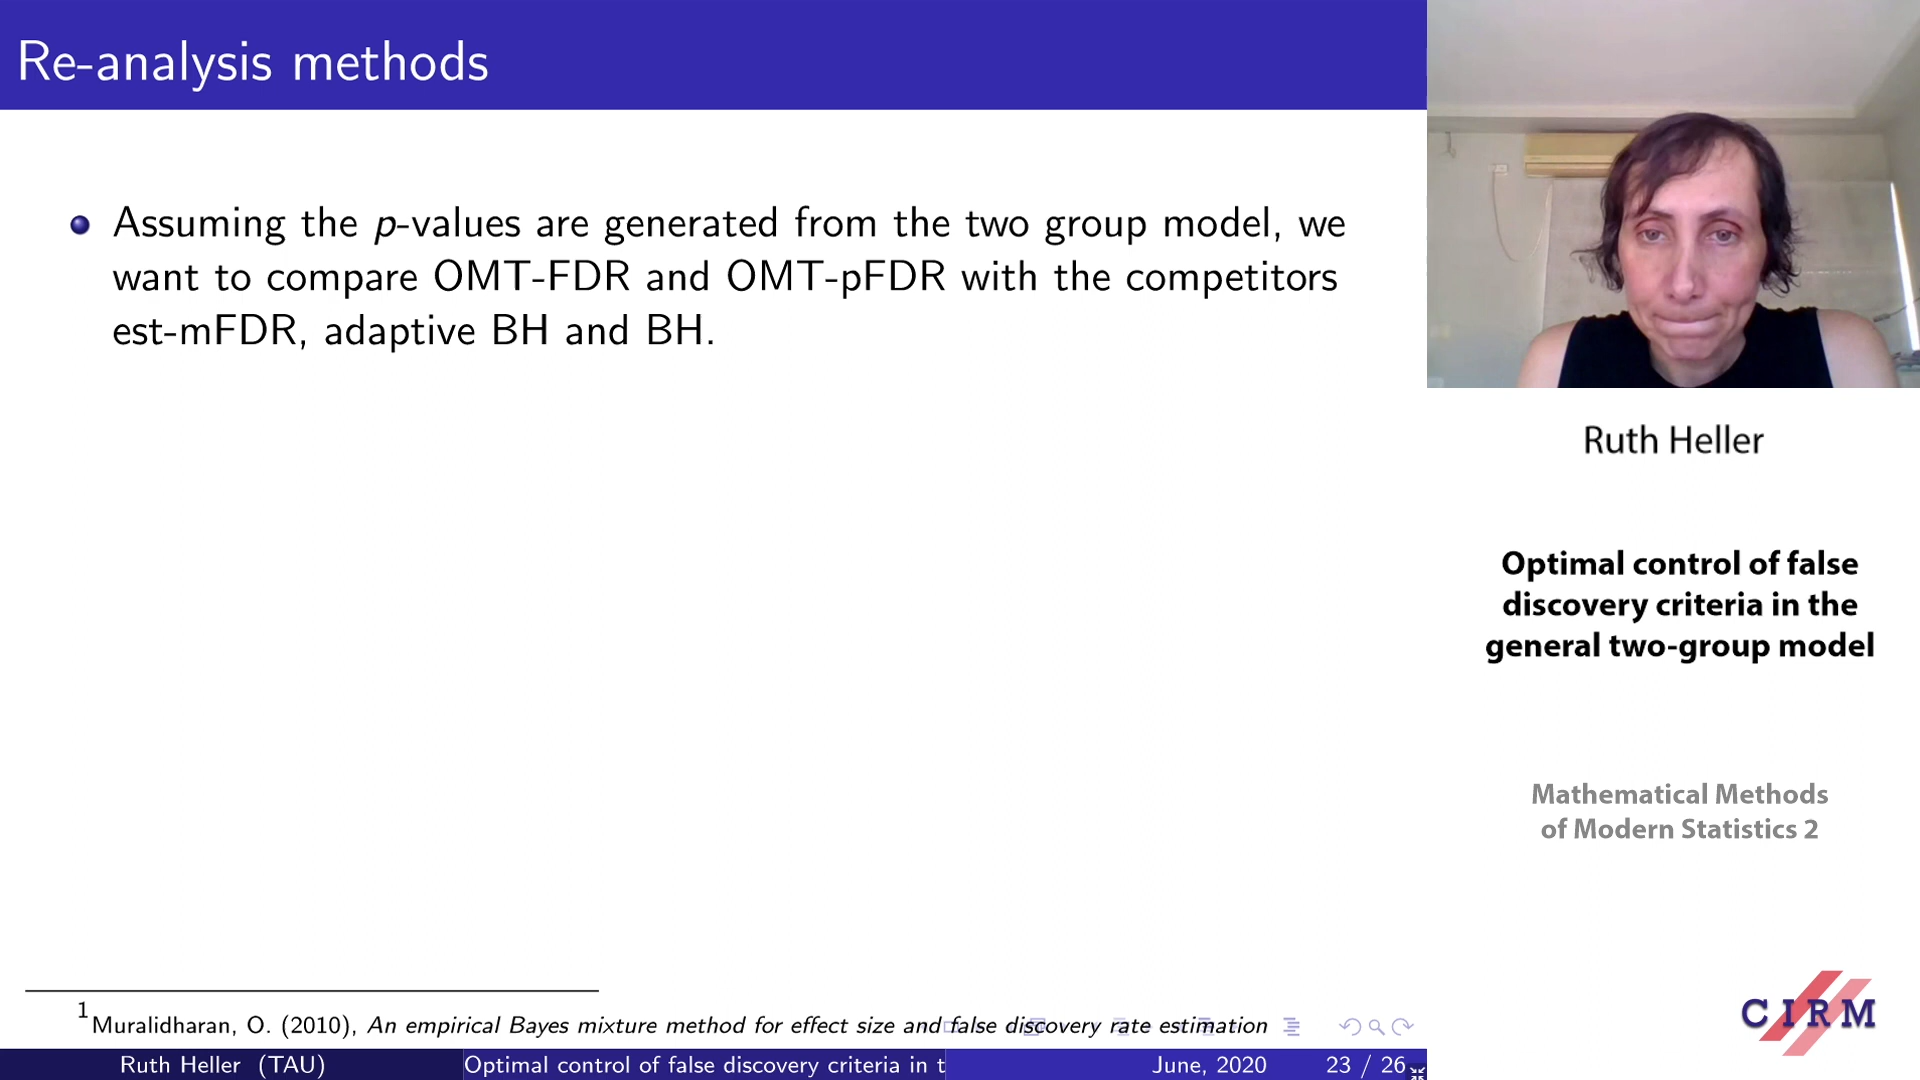 Re-analysis methods
Assuming the p-values are generated from the two group model, we
want to compare OMT-FDR and OMT-pFDR with the competitors
est-mFDR, adaptive BH and BH.
1 Muralidharan, O. (2010), An empirical Bayes mixture method for effect size and false discovery rate estimation
Ruth Heller (TAU)
Optimal control of false discovery criteria in t
June, 2020
23 / 26
Ruth Heller
Optimal control of false
discovery criteria in the
general two-group model
Mathematical Methods
of Modern Statistics 2
CIRM